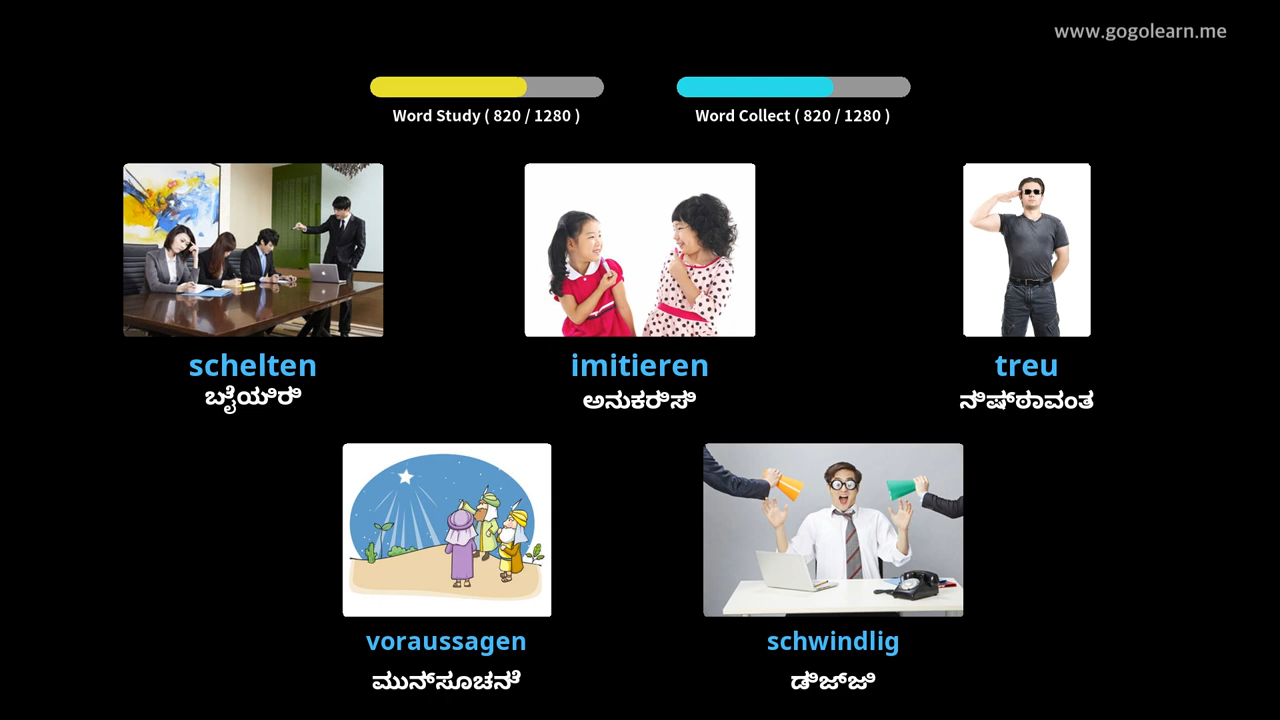 www.gogolearn.me
Word Study ( 820 / 1280 )
Word Collect ( 820 / 1280 )
schelten
imitieren
treu
ಬೈಯಿರಿ
ಅನುಕರಿಸಿ
ನಿಷ್ಠಾವಂತ
voraussagen
schwindlig
ಮುನ್ಸೂಚನೆ
ಡಿಜ್ಜಿ